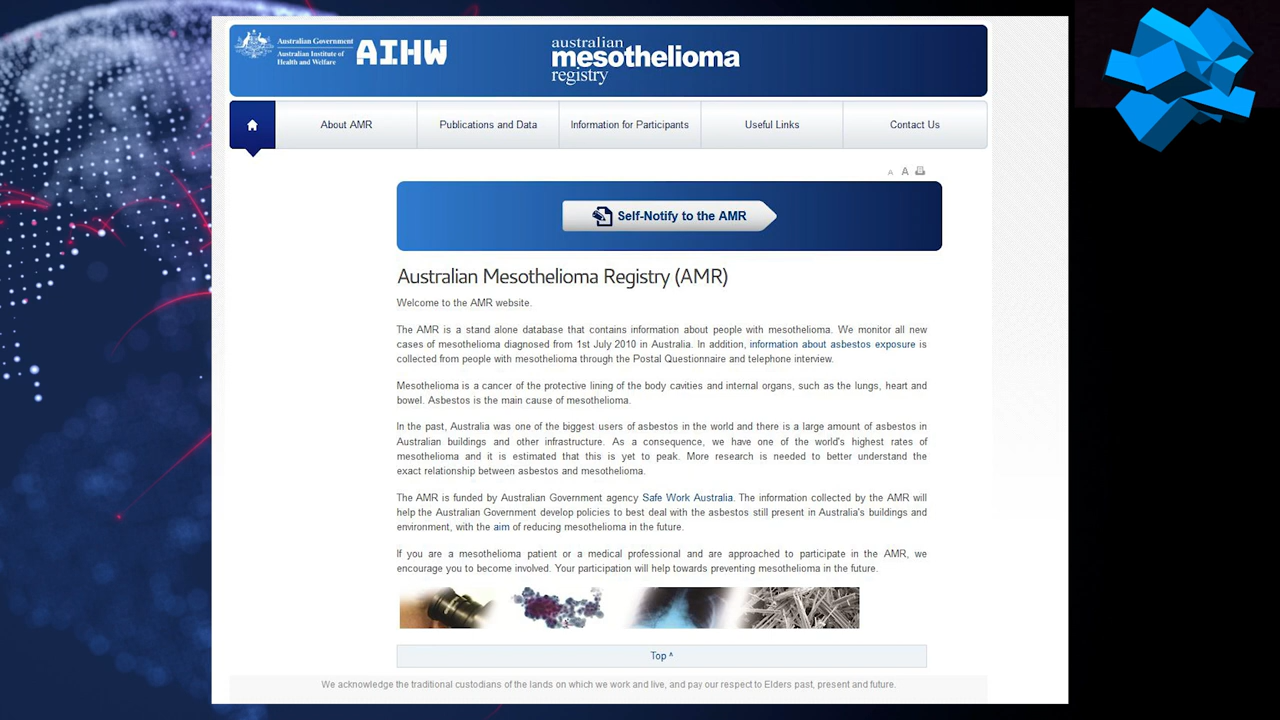 Australian Government
Australian Institute of
Health and Welfare
AIHW
australian
mesothelioma
registry
About AMR
Publications and Data
Information for Participants
Useful Links
Contact Us
A A
Self-Notify to the AMR
Australian Mesothelioma Registry (AMR)
Welcome to the AMR website.
The AMR is a stand alone database that contains information about people with mesothelioma. We monitor all new
cases of mesothelioma diagnosed from 1st July 2010 in Australia. In addition, information about asbestos exposure is
collected from people with mesothelioma through the Postal Questionnaire and telephone interview.
Mesothelioma is a cancer of the protective lining of the body cavities and internal organs, such as the lungs, heart and
bowel. Asbestos is the main cause of mesothelioma.
In the past, Australia was one of the biggest users of asbestos in the world and there is a large amount of asbestos in
Australian buildings and other infrastructure. As a consequence, we have one of the world's highest rates of
mesothelioma and it is estimated that this is yet to peak. More research is needed to better understand the
exact relationship between asbestos and mesothelioma.
The AMR is funded by Australian Government agency Safe Work Australia. The information collected by the AMR will
help the Australian Government develop policies to best deal with the asbestos still present in Australia's buildings and
environment, with the aim of reducing mesothelioma in the future.
If you are a mesothelioma patient or a medical professional and are approached to participate in the AMR, we
encourage you to become involved. Your participation will help towards preventing mesothelioma in the future.
Top ^
We acknowledge the traditional custodians of the lands on which we work and live, and pay our respect to Elders past, present and future.